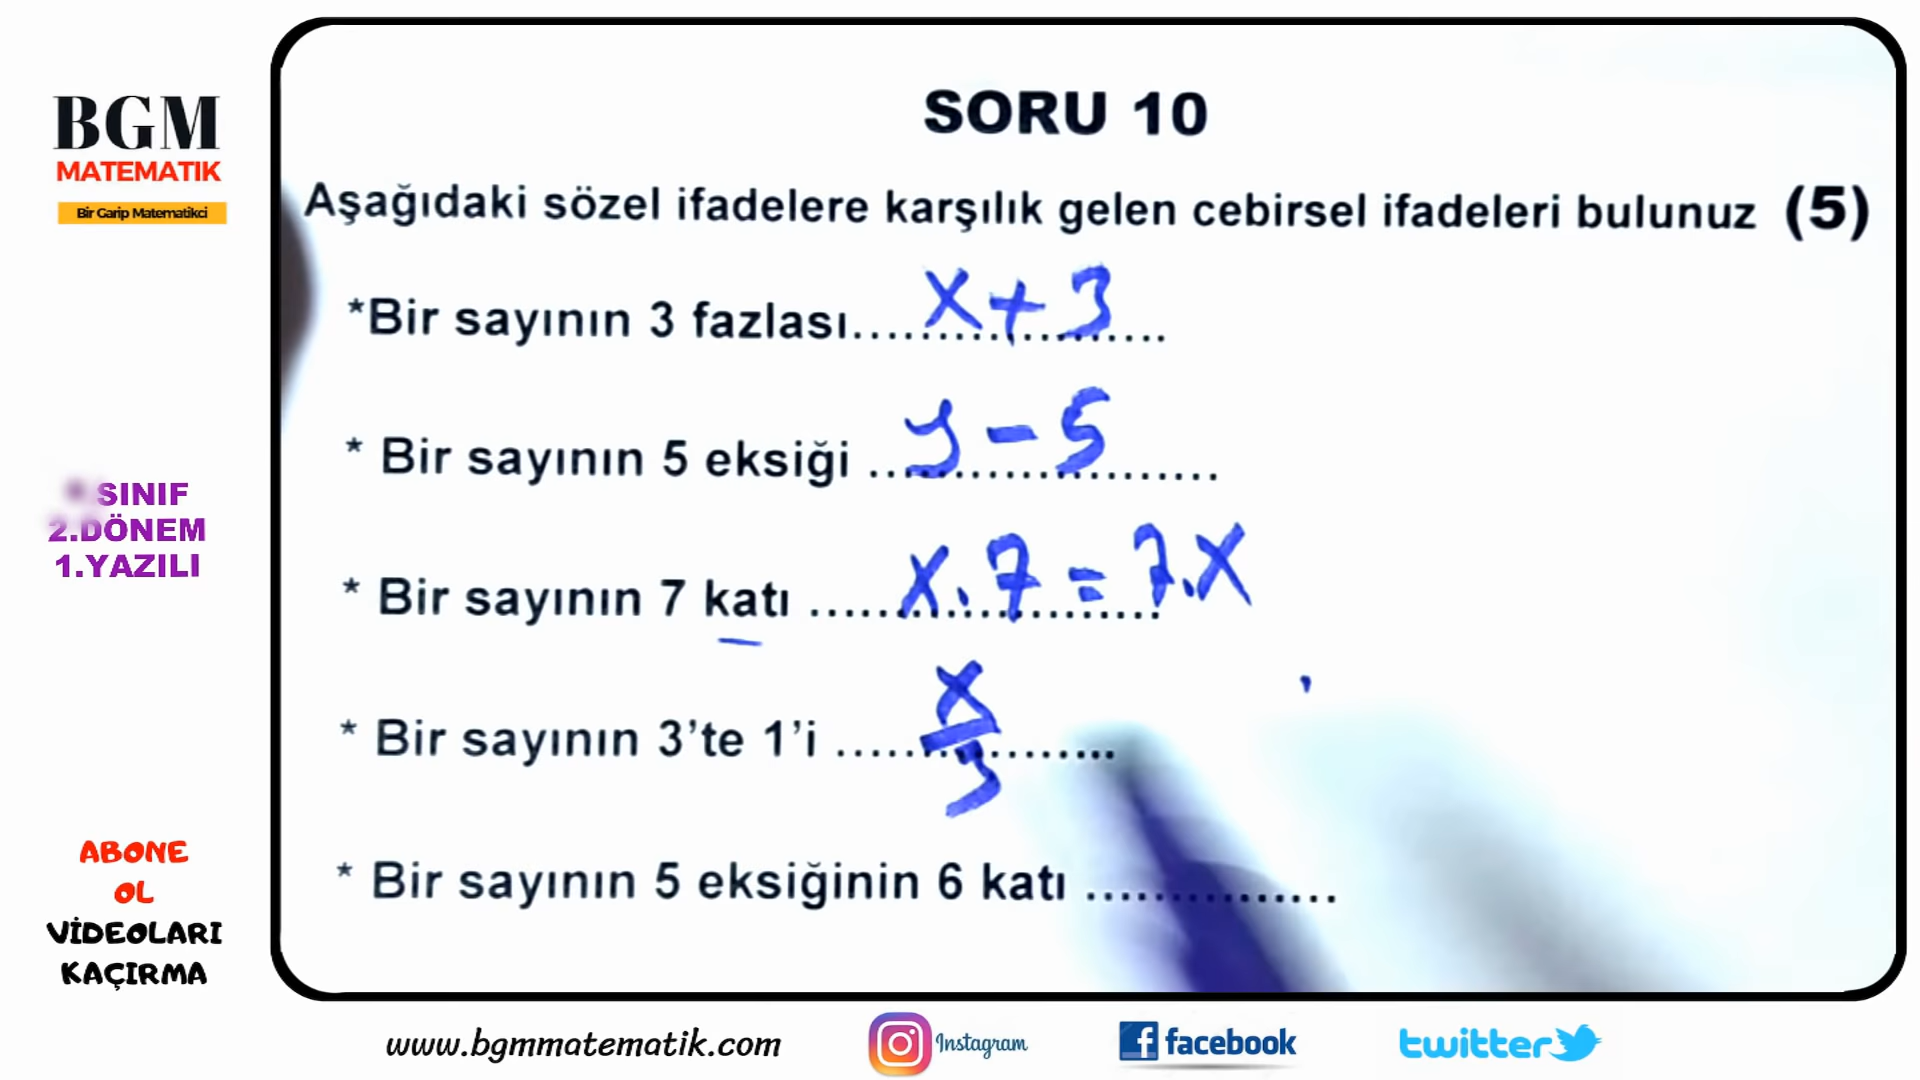 BGM
MATEMATIK
Bir Garip Matematikci
SINIF
2.DÖNEM
1.YAZILI
ABONE
OL
VİDEOLARI
KAÇIRMA
SORU 10
Aşağıdaki sözel ifadelere karşılık gelen cebirsel ifadeleri bulunuz (5)
*Bir sayının 3 fazlası.................... x + 3
* Bir sayının 5 eksiği ...................... y - 5
* Bir sayının 7 katı ...................... x . 7 = 7 . x
* Bir sayının 3'te 1'i .................. x/3
* Bir sayının 5 eksiğinin 6 katı ................
www.bgmmatematik.com
Instagram
facebook
twitter